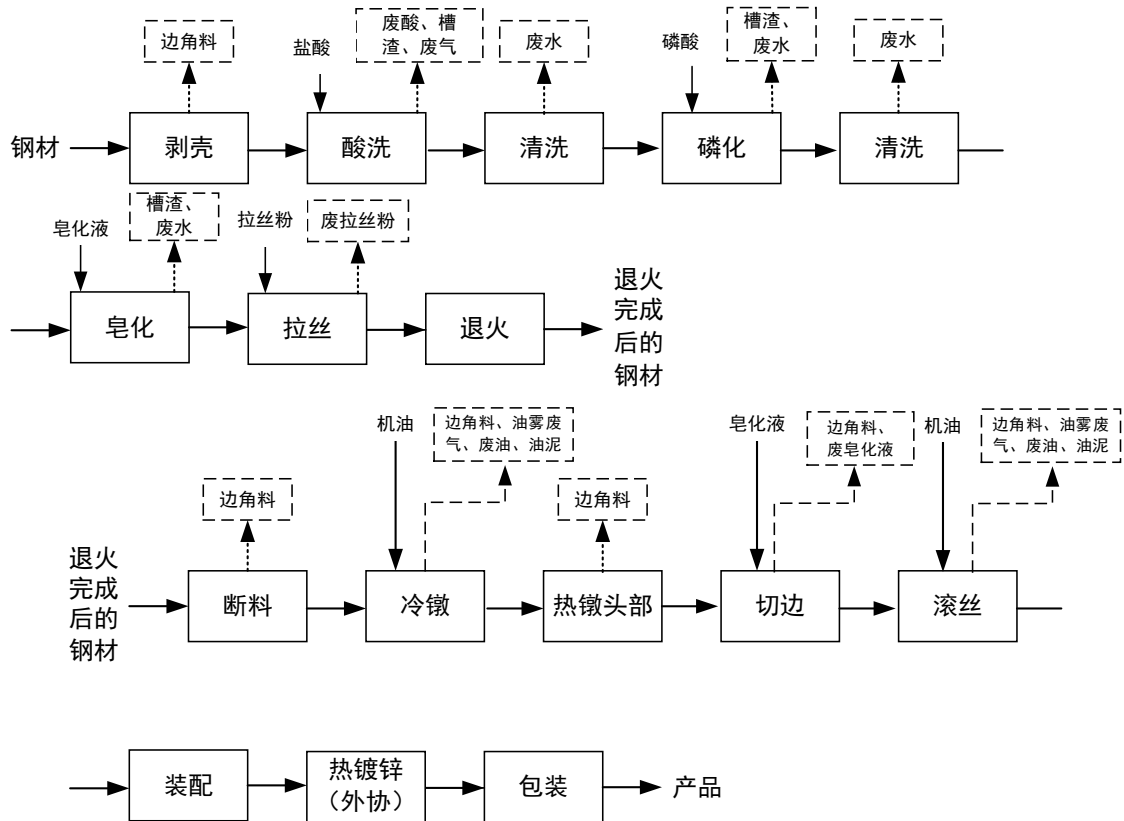 边角料
盐酸
废酸、槽
渣、废气
废水
磷酸
槽渣、
废水
废水
钢材
剥壳
酸洗
清洗
磷化
清洗
皂化液
槽渣、
废水
拉丝粉
废拉丝粉
皂化
拉丝
退火
退火
完成
后的
钢材
机油
边角料、油雾废
气、废油、油泥
皂化液
边角料、
废皂化液
机油
边角料、油雾废
气、废油、油泥
边角料
边角料
退火
完成
后的
钢材
断料
冷镦
热镦头部
切边
滚丝
装配
热镀锌
（外协）
包装
产品